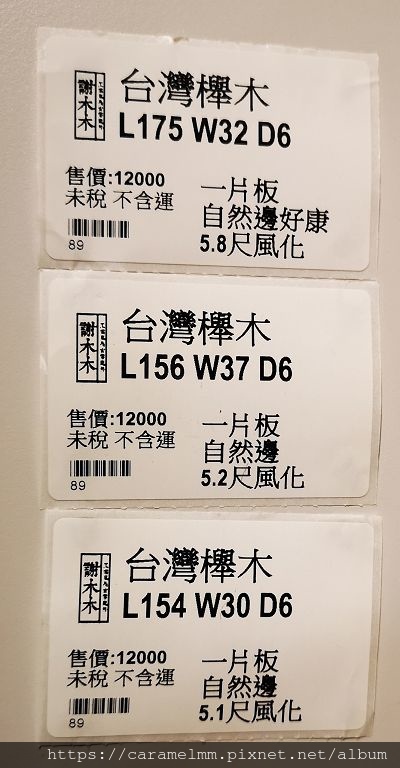 謝木木
台灣櫸木
L175 W32 D6
售價:12000
未稅 不含運
89
一片板
自然邊好康
5.8尺風化
謝木木
台灣櫸木
L156 W37 D6
售價:12000
未稅 不含運
89
一片板
自然邊
5.2尺風化
謝木木
台灣櫸木
L154 W30 D6
售價:12000
未稅 不含運
89
一片板
自然邊
5.1尺風化
https://caramelmm.pixnet.net/album